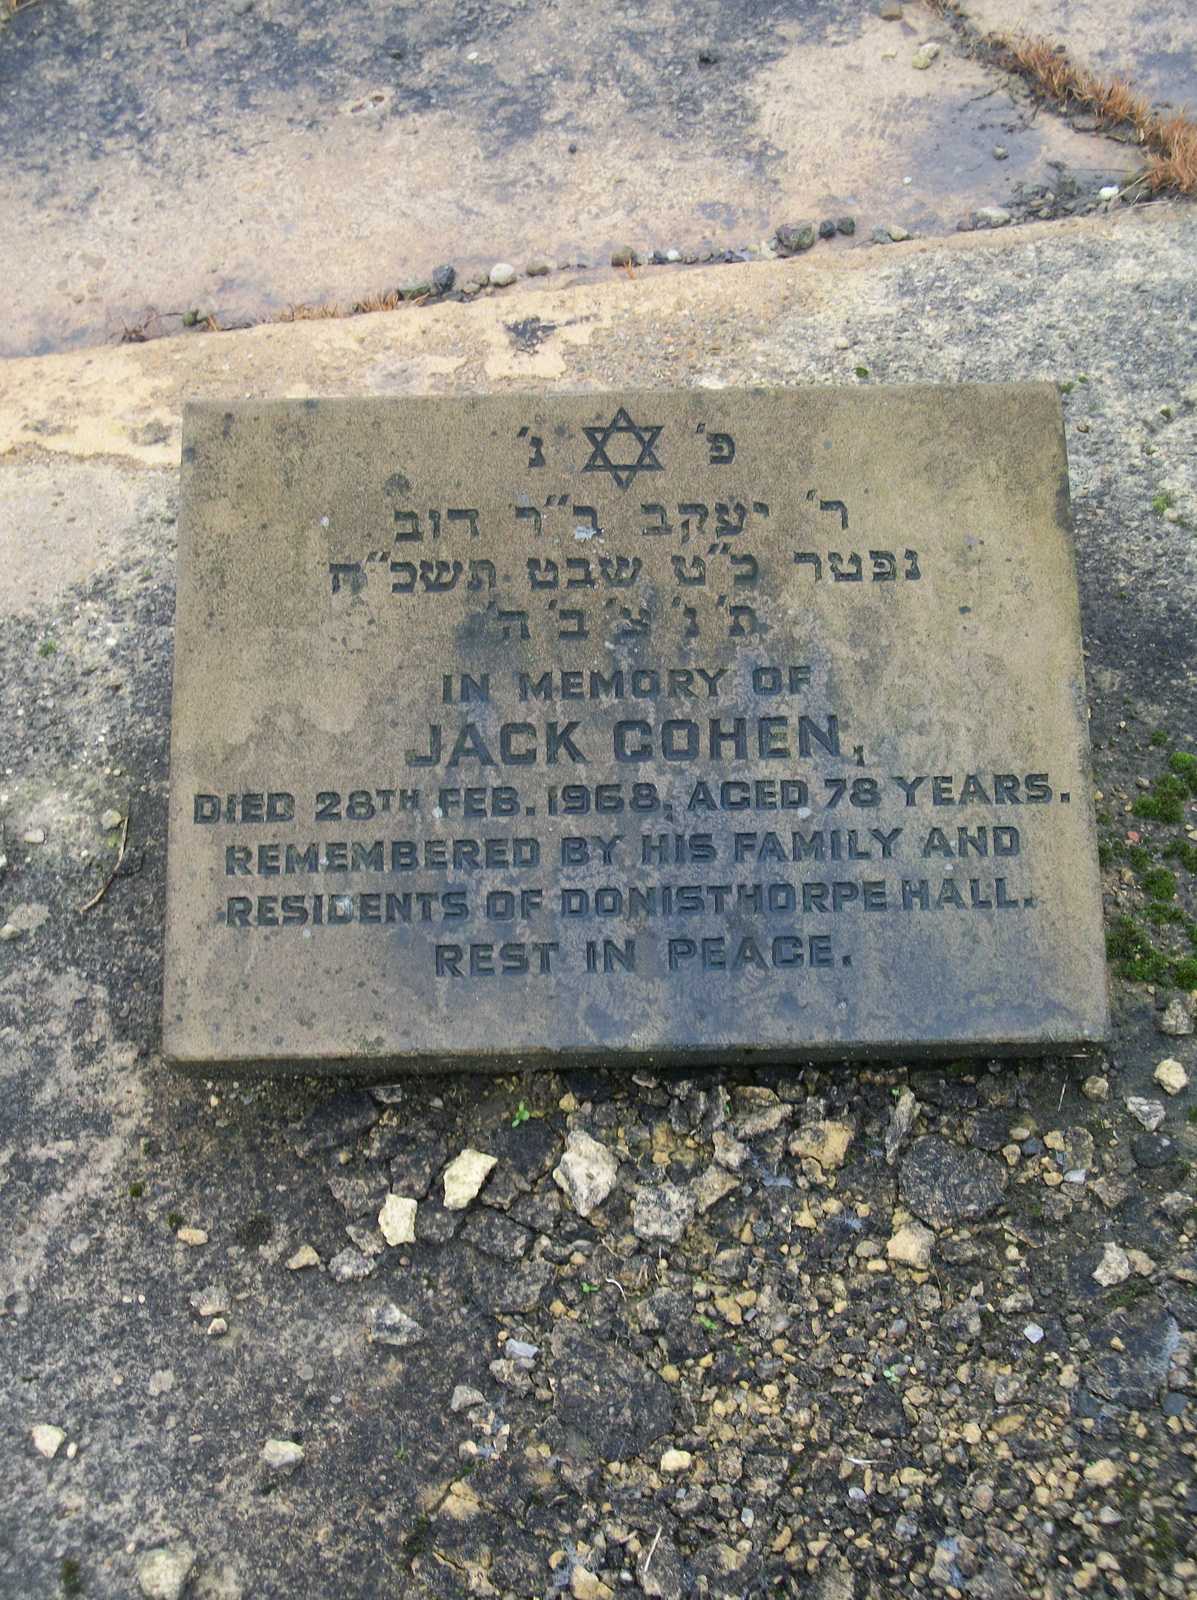 פ׳ נ׳
ר׳ יעקב ב״ר דוב
נפטר כ״ט שבט תשכ״ח
ת׳נ׳צ׳ב׳ה׳
IN MEMORY OF
JACK COHEN,
DIED 28TH FEB. 1968, AGED 78 YEARS.
REMEMBERED BY HIS FAMILY AND
RESIDENTS OF DONISTHORPE HALL.
REST IN PEACE.